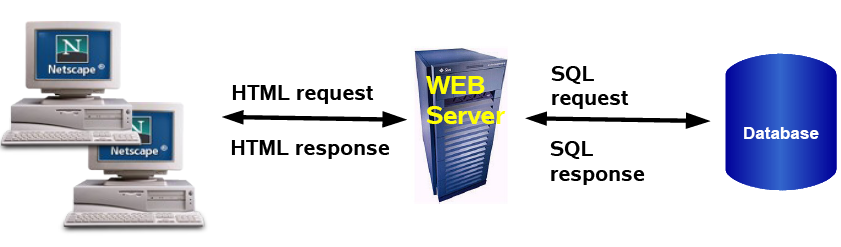 N
Netscape ®
N
Netscape ®
HTML request
HTML response
WEB
Server
SQL
request
SQL
response
Database